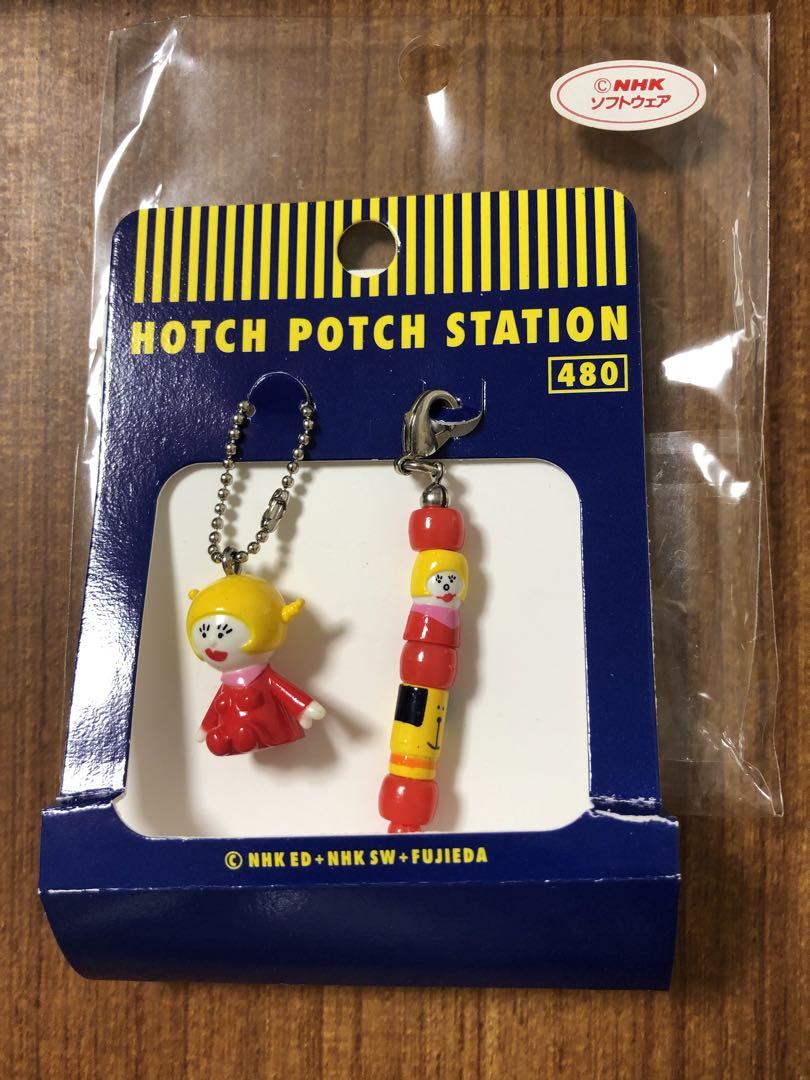 ©NHK
ソフトウェア
HOTCH POTCH STATION
480
© NHK ED+NHK SW+FUJIEDA